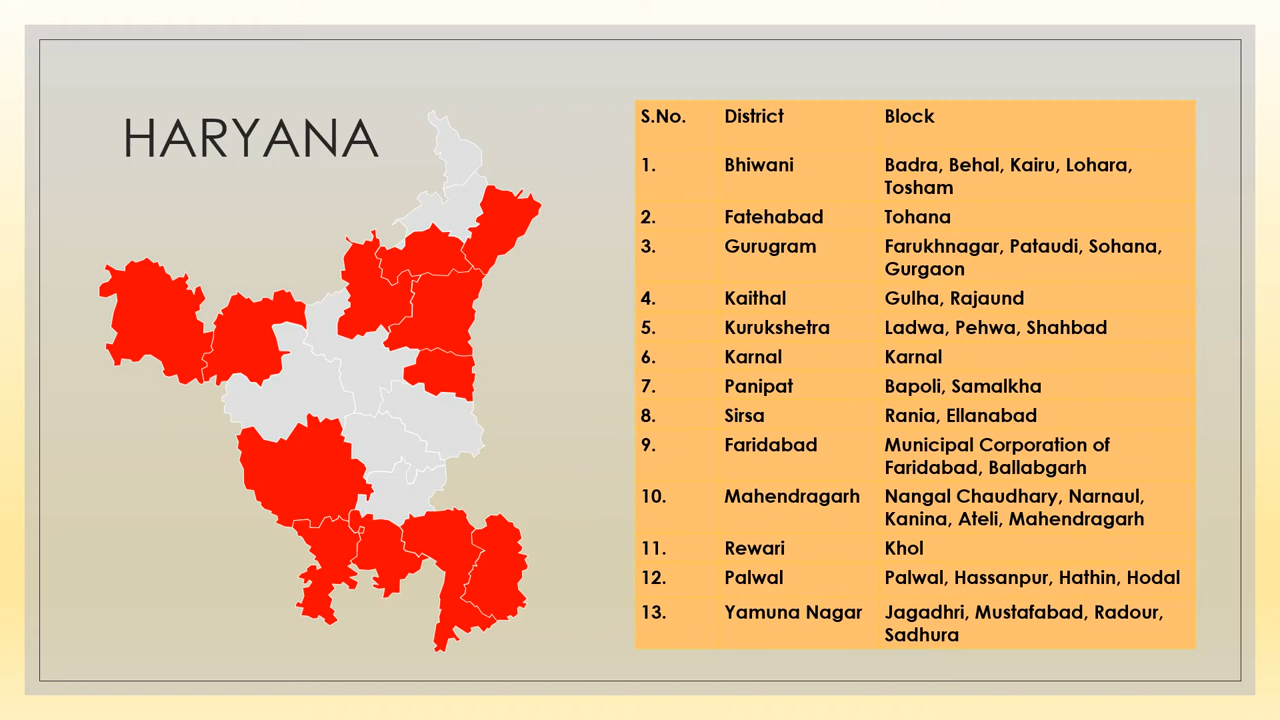 HARYANA
S.No. District Block
1. Bhiwani Badra, Behal, Kairu, Lohara,
Tosham
2. Fatehabad Tohana
3. Gurugram Farukhnagar, Pataudi, Sohana,
Gurgaon
4. Kaithal Gulha, Rajaund
5. Kurukshetra Ladwa, Pehwa, Shahbad
6. Karnal Karnal
7. Panipat Bapoli, Samalkha
8. Sirsa Rania, Ellanabad
9. Faridabad Municipal Corporation of
Faridabad, Ballabgarh
10. Mahendragarh Nangal Chaudhary, Narnaul,
Kanina, Ateli, Mahendragarh
11. Rewari Khol
12. Palwal Palwal, Hassanpur, Hathin, Hodal
13. Yamuna Nagar Jagadhri, Mustafabad, Radour,
Sadhura